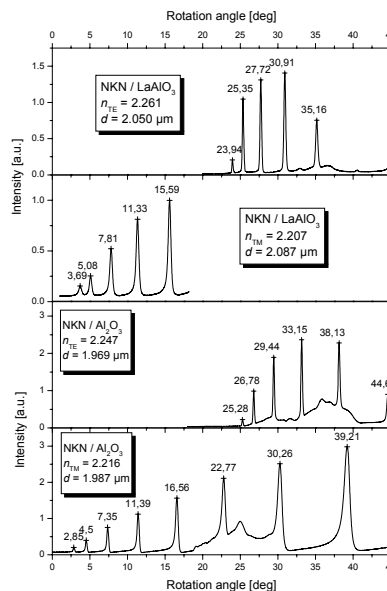 Rotation angle [deg]
0 5 10 15 20 25 30 35 40 45
Intensity [a.u.]
1.5
1.0
0.5
0.0
NKN / LaAlO3
nTE = 2.261
d = 2.050 µm
23,94
25,35
27,72
30,91
35,16
1.0
0.5
0.0
3,69
5,08
7,81
11,33
15,59
NKN / LaAlO3
nTM = 2.207
d = 2.087 µm
Intensity [a.u.]
3
2
1
0
NKN / Al2O3
nTE = 2.247
d = 1.969 µm
25,28
26,78
29,44
33,15
38,13
44,6
3
2
1
0
NKN / Al2O3
nTM = 2.216
d = 1.987 µm
2,85
4,5
7,35
11,39
16,56
22,77
30,26
39,21
0 5 10 15 20 25 30 35 40 45
Rotation angle [deg]